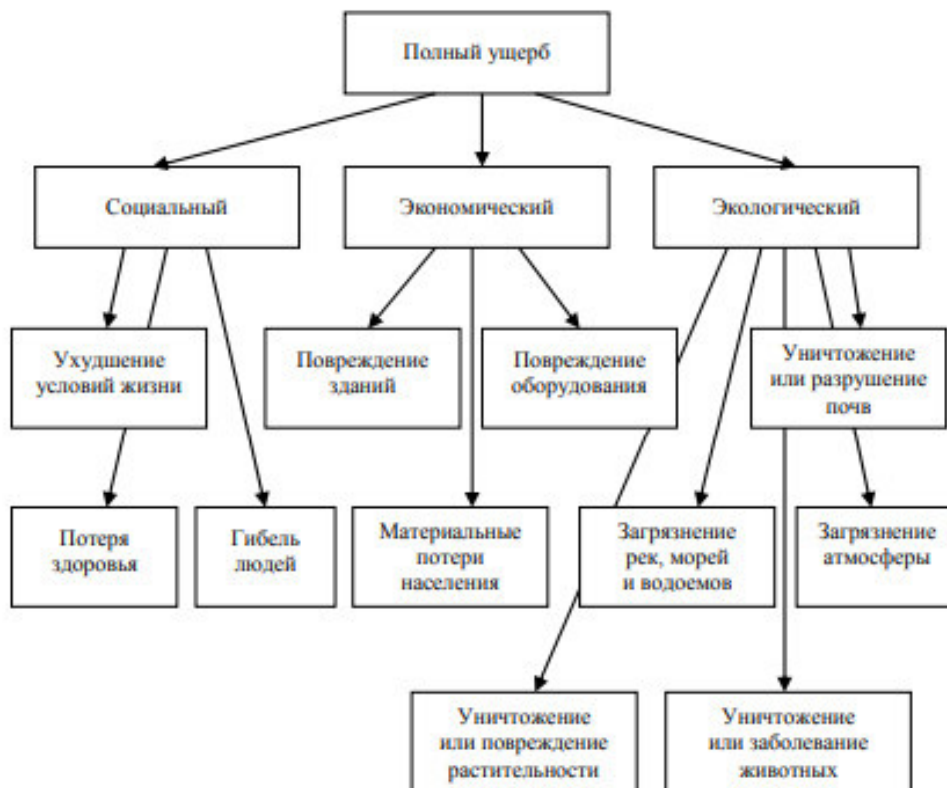 Полный ущерб
Социальный
Экономический
Экологический
Ухудшение
условий жизни
Повреждение
зданий
Повреждение
оборудования
Уничтожение
или разрушение
почв
Потеря
здоровья
Гибель
людей
Материальные
потери
населения
Загрязнение
рек, морей
и водоемов
Загрязнение
атмосферы
Уничтожение
или повреждение
растительности
Уничтожение
или заболевание
животных